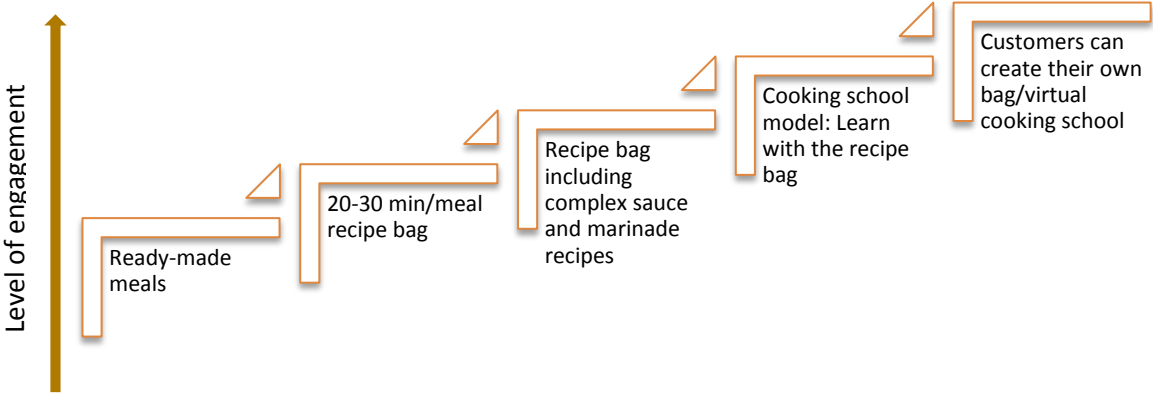 Level of engagement
Ready-made
meals
20-30 min/meal
recipe bag
Recipe bag
including
complex sauce
and marinade
recipes
Cooking school
model: Learn
with the recipe
bag
Customers can
create their own
bag/virtual
cooking school